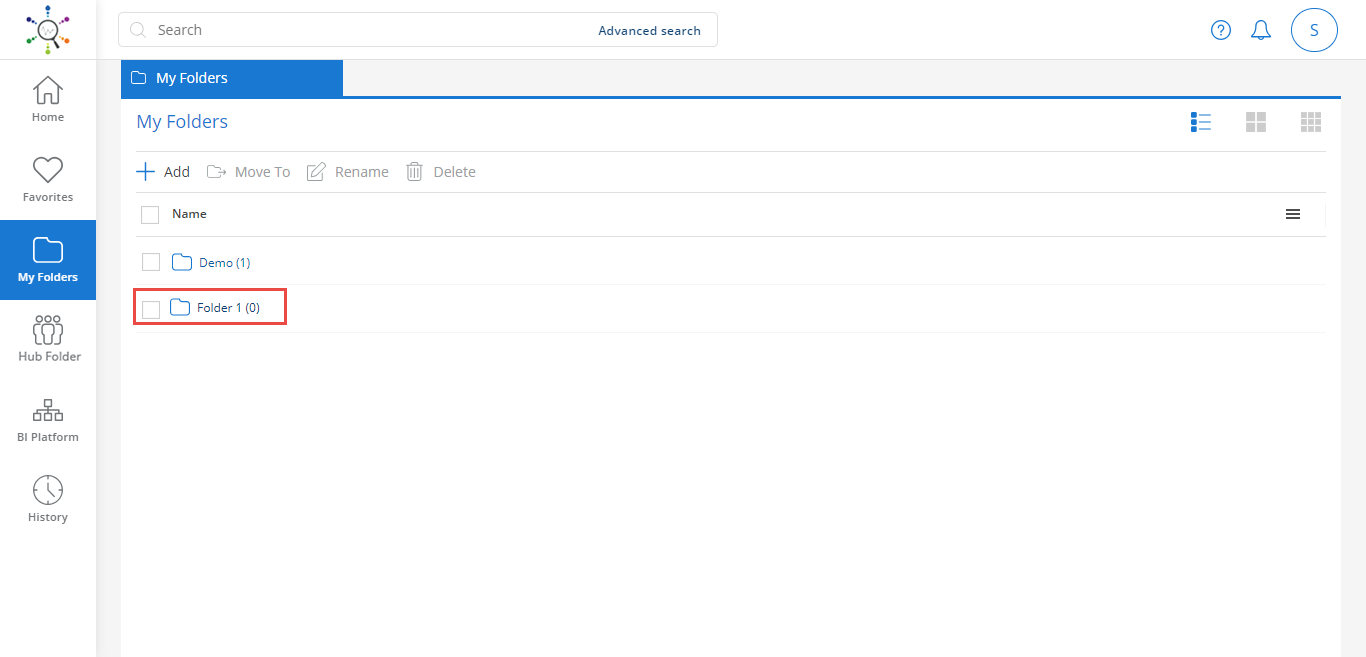 Search Advanced search ? S
My Folders
My Folders
Add Move To Rename Delete
Name
Demo (1)
Folder 1 (0)
Home
Favorites
My Folders
Hub Folder
BI Platform
History